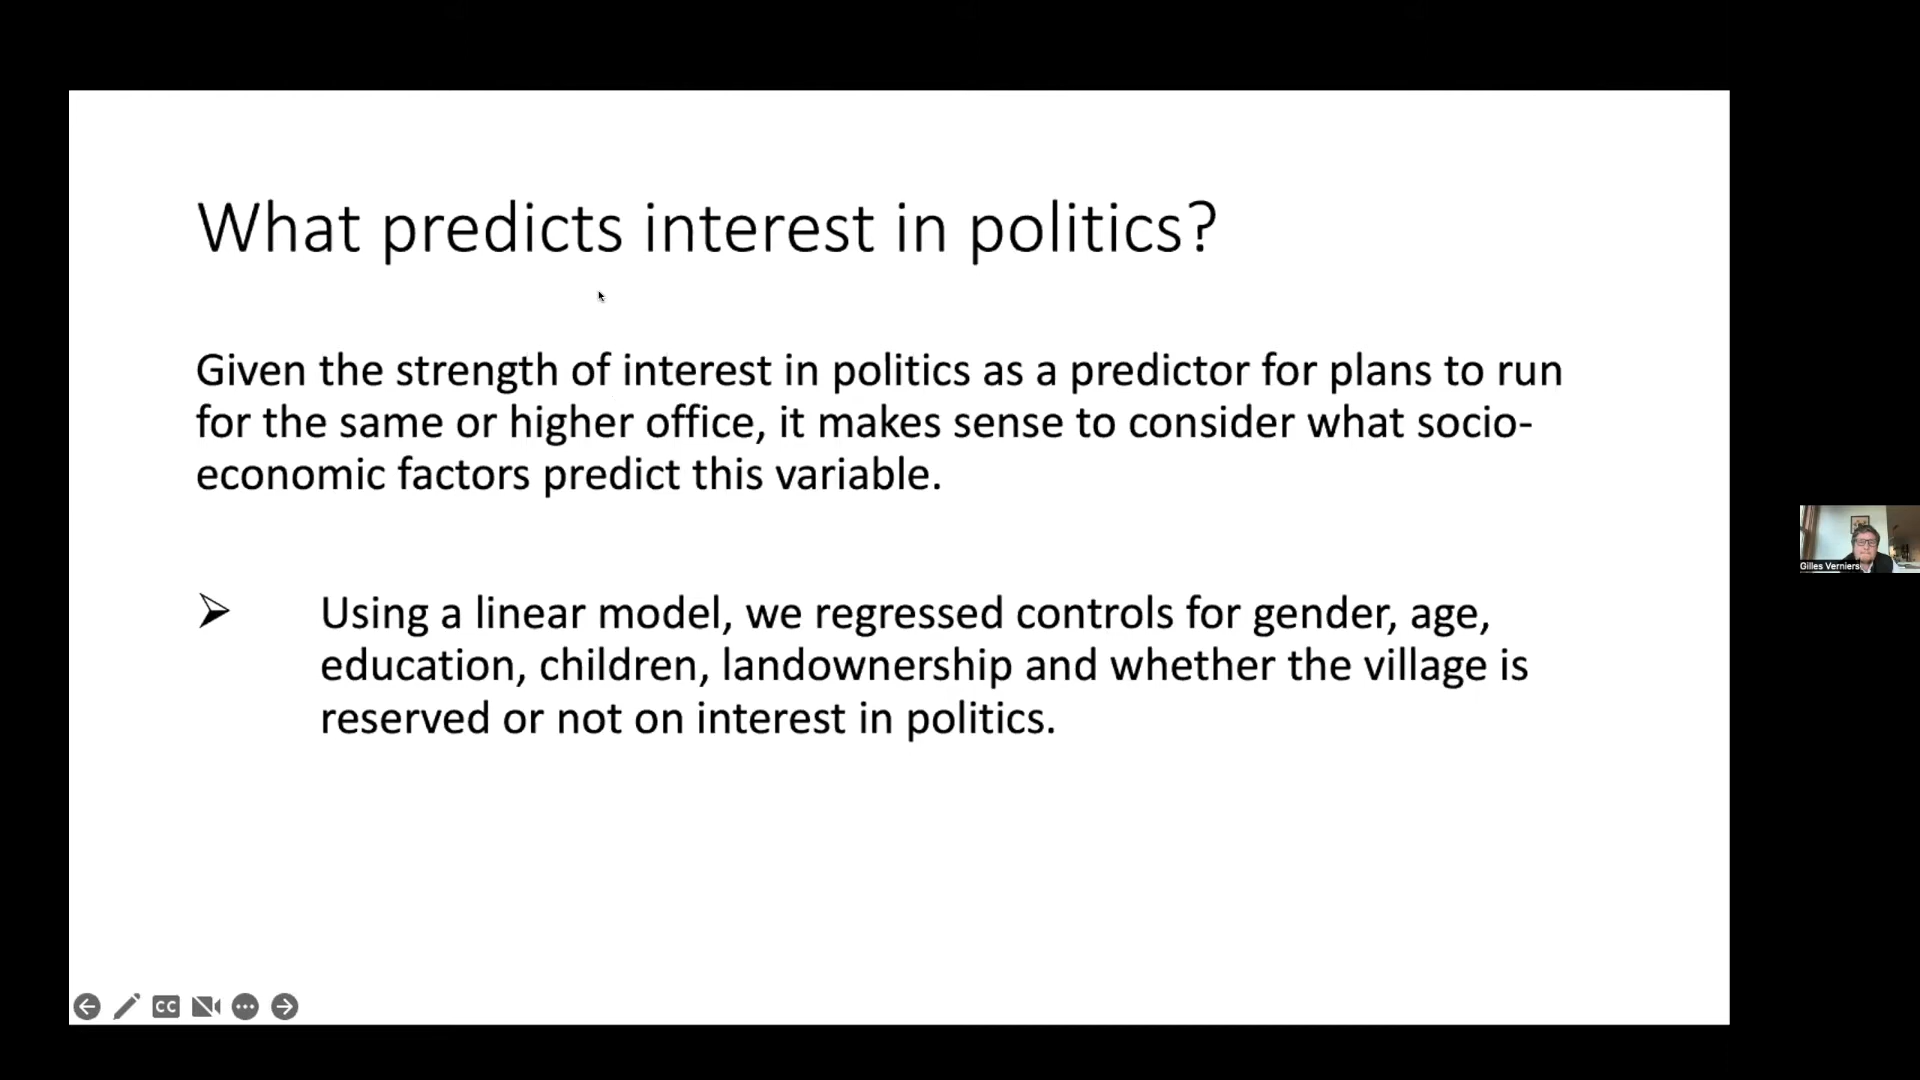 What predicts interest in politics?
Given the strength of interest in politics as a predictor for plans to run
for the same or higher office, it makes sense to consider what socio-
economic factors predict this variable.
Using a linear model, we regressed controls for gender, age,
education, children, landownership and whether the village is
reserved or not on interest in politics.
Gilles Verniers
CC